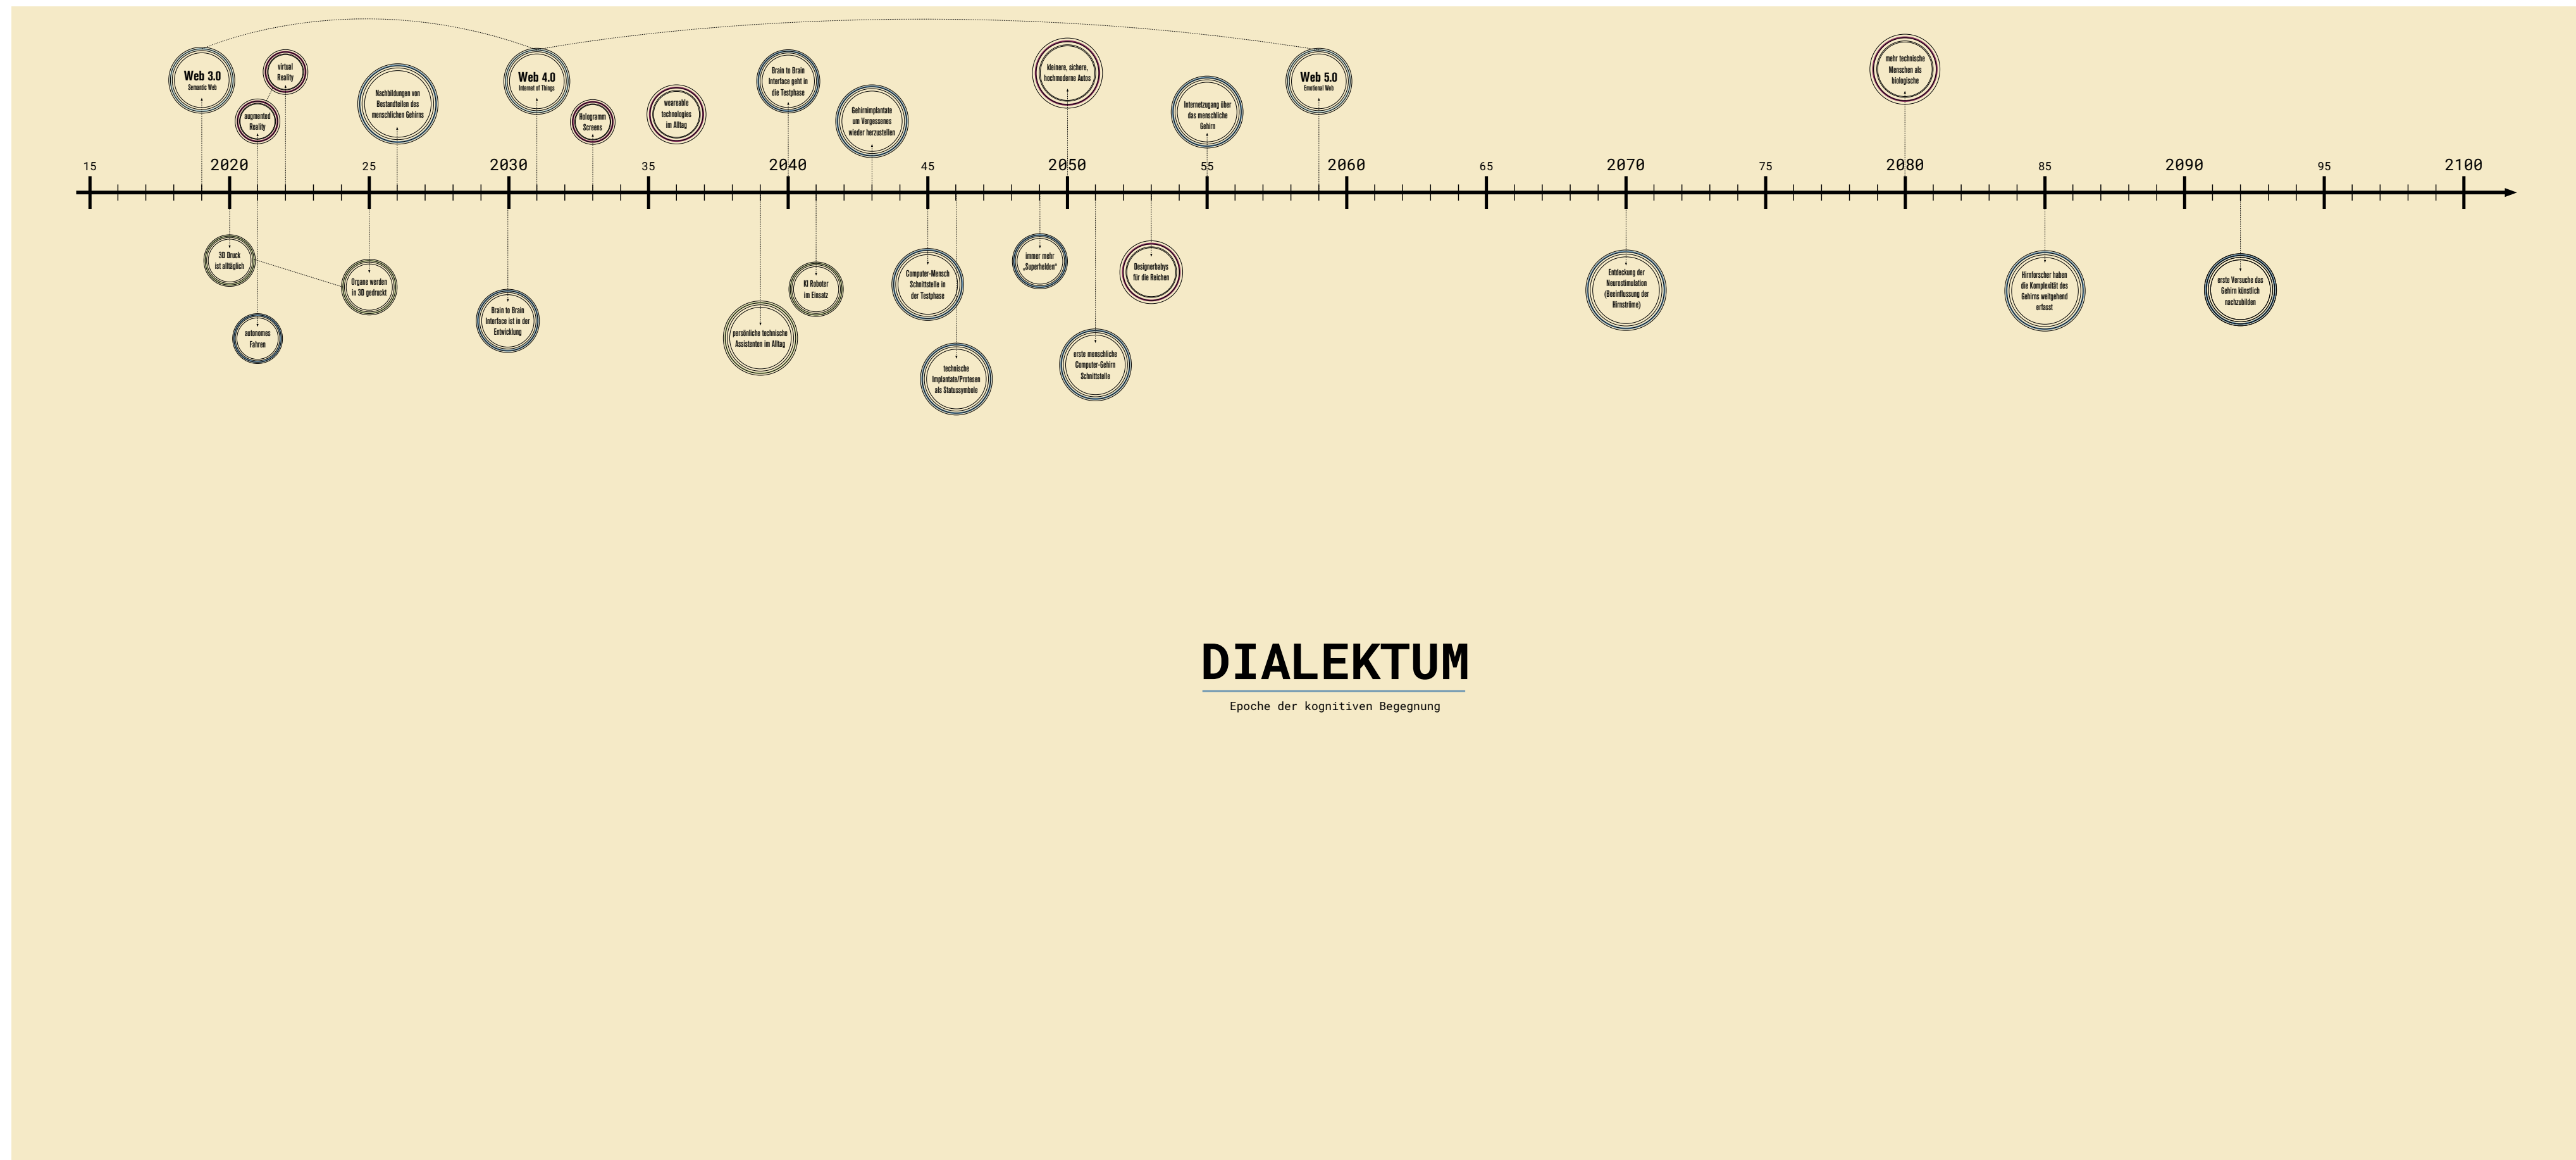 Web 3.0
Semantic Web
virtual
Reality
augmented
Reality
Nachbildungen von
Bestandteilen des
menschlichen Gehirns
Web 4.0
Internet of Things
Hologramm
Screens
weareable
technologies
im Alltag
Brain to Brain
Interface geht in
die Testphase
Gehirnimplantate
um Vergessenes
wieder herzustellen
kleinere, sichere,
hochmoderne Autos
Internetzugang über
das menschliche
Gehirn
Web 5.0
Emotional Web
mehr technische
Menschen als
biologische
15 2020 25 2030 35 2040 45 2050 55 2060 65 2070 75 2080 85 2090 95 2100
3D Druck
ist alltäglich
autonomes
Fahren
Organe werden
in 3D gedruckt
Brain to Brain
Interface ist in der
Entwicklung
persönliche technische
Assistenten im Alltag
KI Roboter
im Einsatz
Computer-Mensch
Schnittstelle in
der Testphase
technische
Implantate/Protesen
als Statussymbole
immer mehr
„Superhelden“
erste menschliche
Computer-Gehirn
Schnittstelle
Designerbabys
für die Reichen
Entdeckung der
Neurostimulation
(Beeinflussung der
Hirnströme)
Hirnforscher haben
die Komplexität des
Gehirns weitgehend
erfasst
erste Versuche das
Gehirn künstlich
nachzubilden
DIALEKTUM
Epoche der kognitiven Begegnung